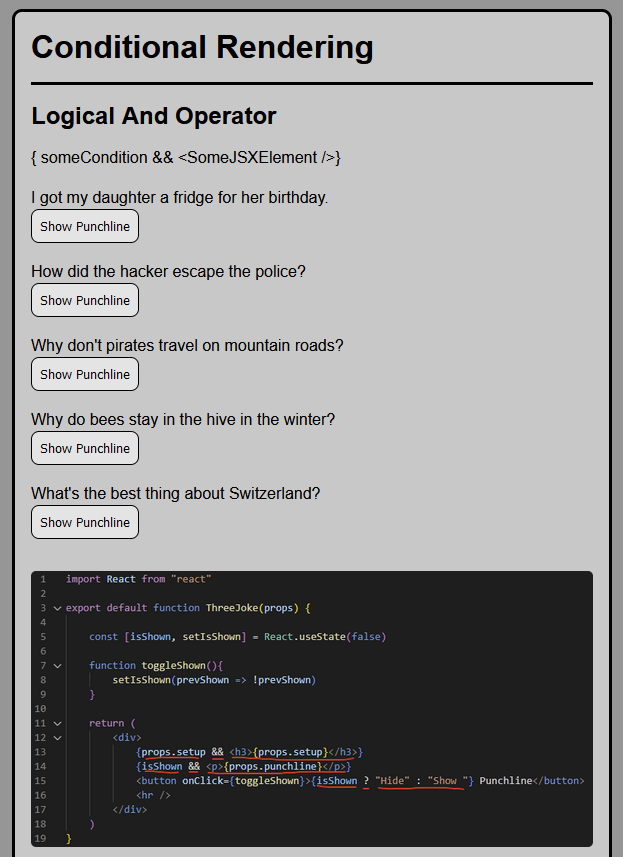 Conditional Rendering
Logical And Operator
{ someCondition && <SomeJSXElement />}
I got my daughter a fridge for her birthday.
Show Punchline
How did the hacker escape the police?
Show Punchline
Why don't pirates travel on mountain roads?
Show Punchline
Why do bees stay in the hive in the winter?
Show Punchline
What's the best thing about Switzerland?
Show Punchline
1 import React from "react"
2
3 export default function ThreeJoke(props) {
4
5 const [isShown, setIsShown] = React.useState(false)
6
7 function toggleShown(){
8 setIsShown(prevShown => !prevShown)
9 }
10
11 return (
12 <div>
13 {props.setup && <h3>{props.setup}</h3>}
14 {isShown && <p>{props.punchline}</p>}
15 <button onClick={toggleShown}>{isShown ? "Hide" : "Show "} Punchline</button>
16 <hr />
17 </div>
18 )
19 }